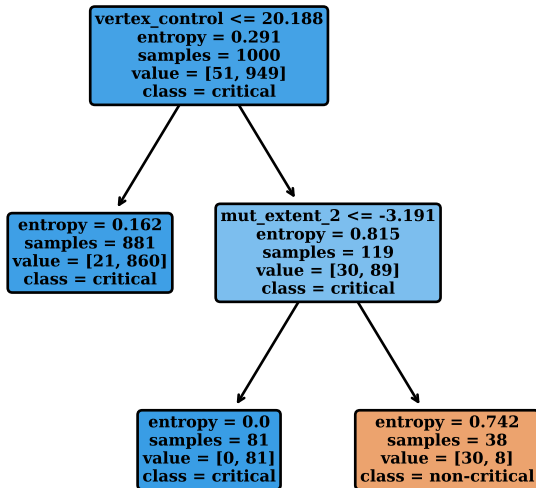 vertex_control <= 20.188
entropy = 0.291
samples = 1000
value = [51, 949]
class = critical
entropy = 0.162
samples = 881
value = [21, 860]
class = critical
mut_extent_2 <= -3.191
entropy = 0.815
samples = 119
value = [30, 89]
class = critical
entropy = 0.0
samples = 81
value = [0, 81]
class = critical
entropy = 0.742
samples = 38
value = [30, 8]
class = non-critical